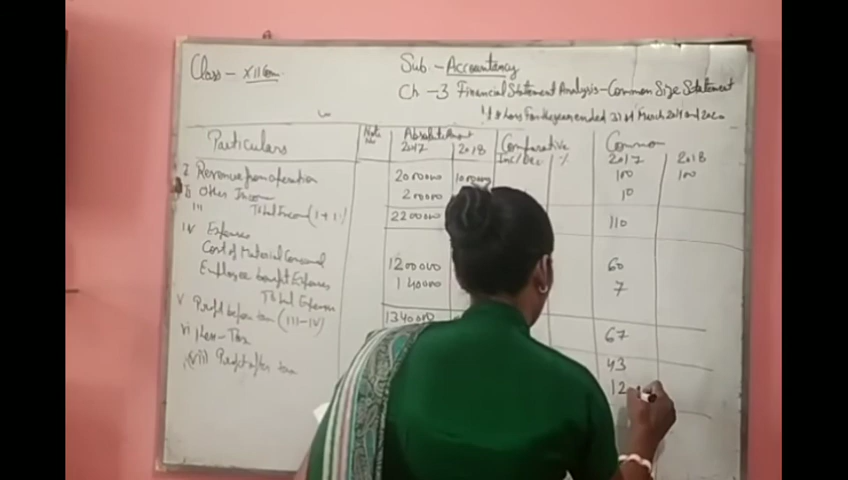 Class - XII Com
Sub. - Accountancy
Ch - 3 Financial Statement Analysis - Common Size Statement
Loss For the year ended 31st March
Particulars Note No Absolute Comparative Common
2017 2018 Inc/Dec % 2017 2018
I Revenue from operation 2000000 1000000 100 100
II Other Income 200000 10
III Total Income (I + II) 2200000 110
IV Expenses
Cost of Material Consumed 1200000 60
Employee benefit Expenses 140000 7
Total Expenses 1340000 67
V Profit before tax (III-IV) 43
VI Less - Tax 12
VII Profit after tax